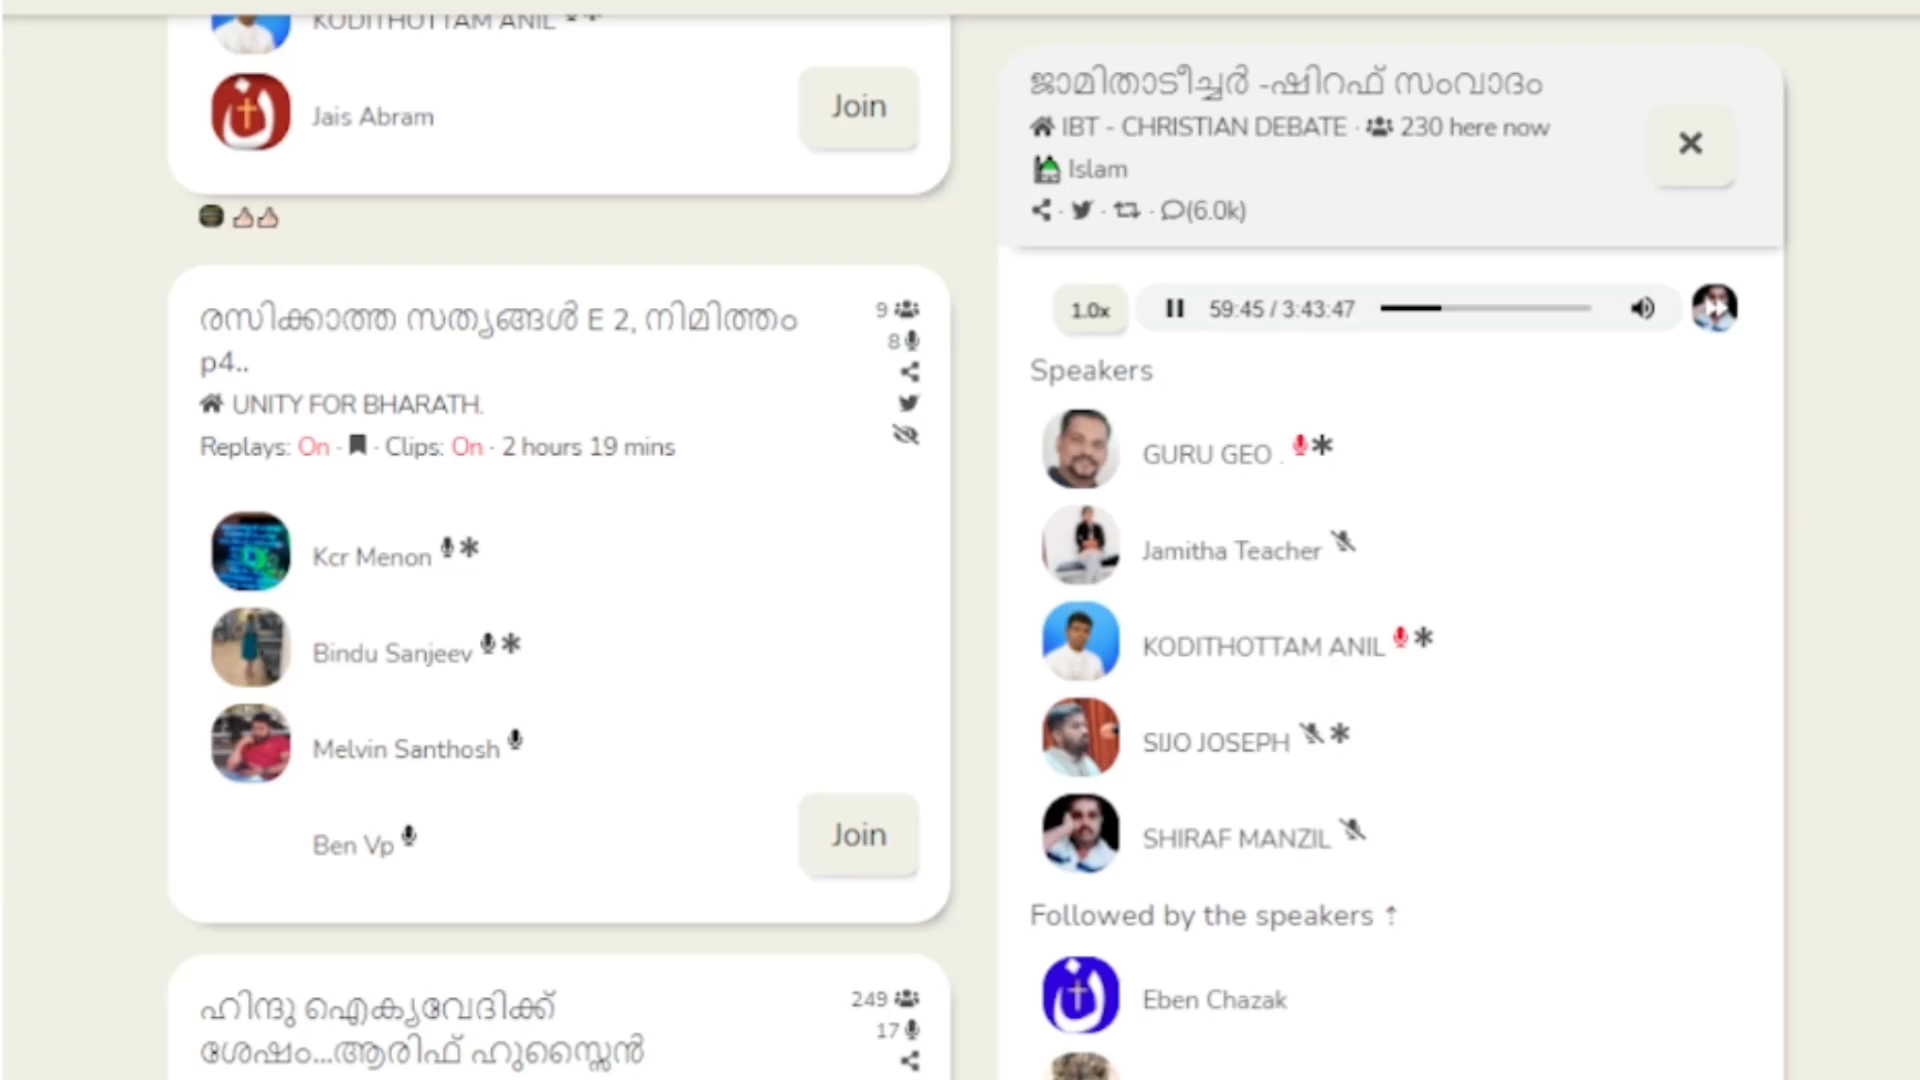 KODITHOTTAM ANIL
Jais Abram
Join
രസിക്കാത്ത സത്യങ്ങൾ E 2, നിമിത്തം
p4..
UNITY FOR BHARATH.
Replays: On · · Clips: On · 2 hours 19 mins
9
8
Kcr Menon
Bindu Sanjeev
Melvin Santhosh
Ben Vp
Join
ഹിന്ദു ഐക്യവേദിക്ക്
ശേഷം...ആരിഫ് ഹുസ്സൈൻ
249
17
ജാമിതാടീച്ചർ -ഷിറഫ് സംവാദം
IBT - CHRISTIAN DEBATE · 230 here now
Islam
(6.0k)
1.0x
59:45 / 3:43:47
Speakers
GURU GEO .
Jamitha Teacher
KODITHOTTAM ANIL
SIJO JOSEPH
SHIRAF MANZIL
Followed by the speakers ⇡
Eben Chazak